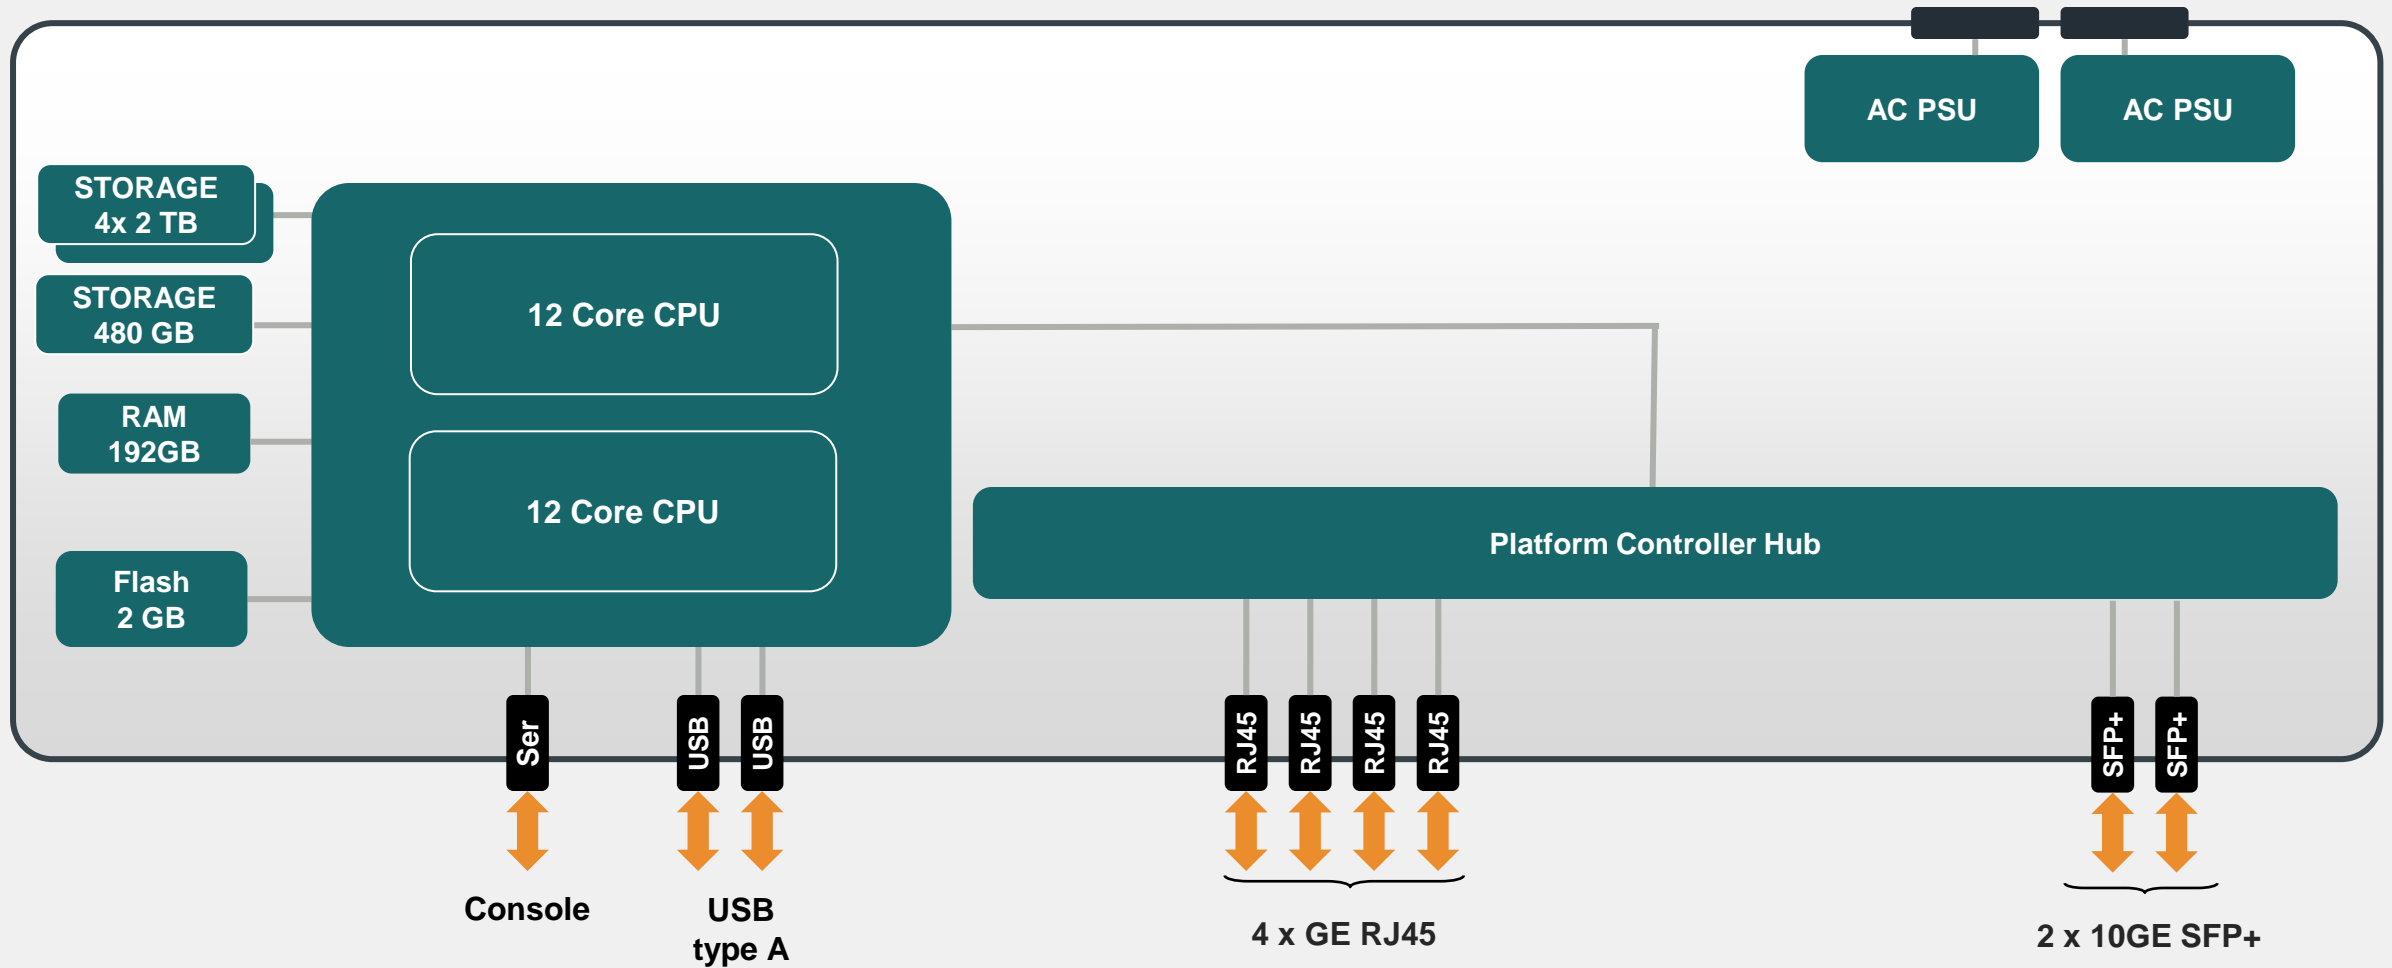 AC PSU
AC PSU
STORAGE
4x 2 TB
STORAGE
480 GB
RAM
192GB
Flash
2 GB
12 Core CPU
12 Core CPU
Platform Controller Hub
Ser
USB
USB
RJ45
RJ45
RJ45
RJ45
SFP+
SFP+
Console
USB
type A
4 x GE RJ45
2 x 10GE SFP+